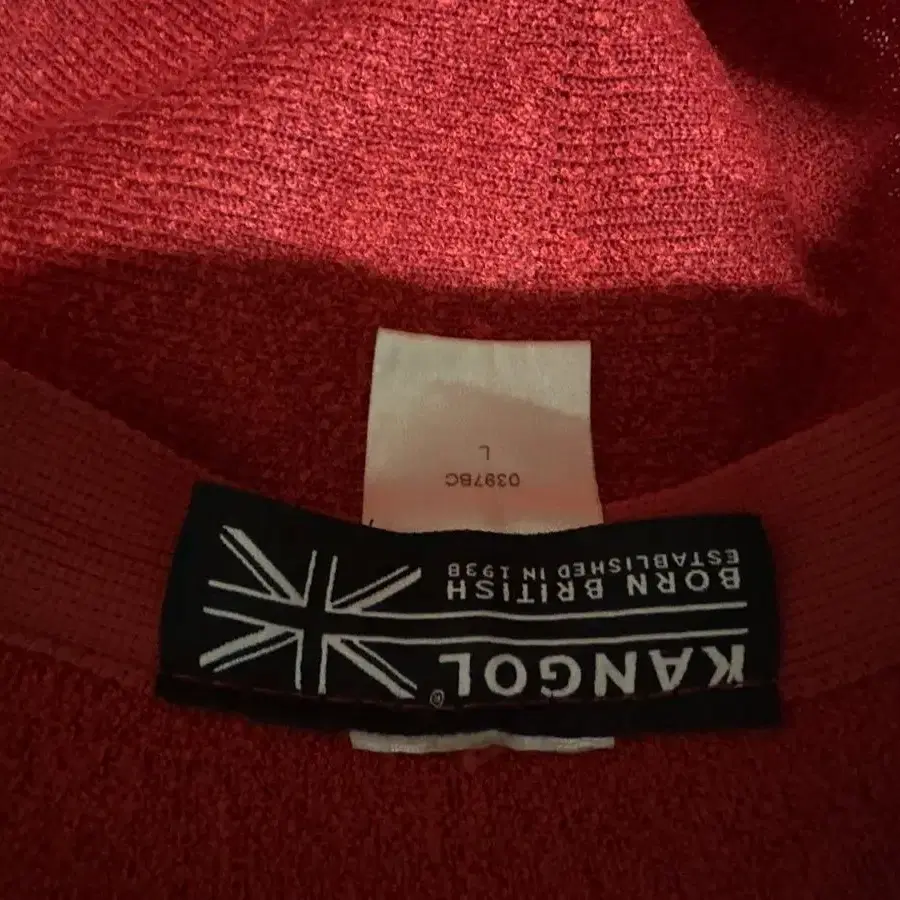 KANGOL®
BORN BRITISH
ESTABLISHED IN 1938
0397BC
L